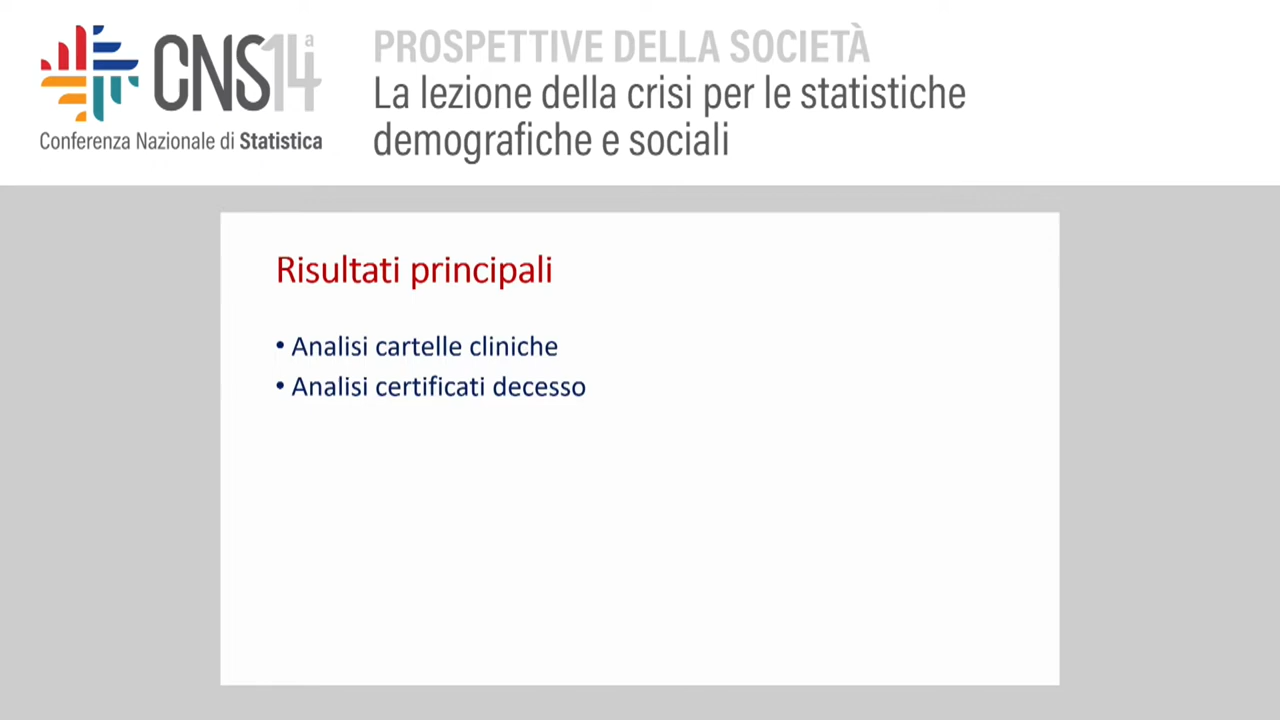 CNS14ª
Conferenza Nazionale di Statistica
PROSPETTIVE DELLA SOCIETÀ
La lezione della crisi per le statistiche
demografiche e sociali
Risultati principali
• Analisi cartelle cliniche
• Analisi certificati decesso